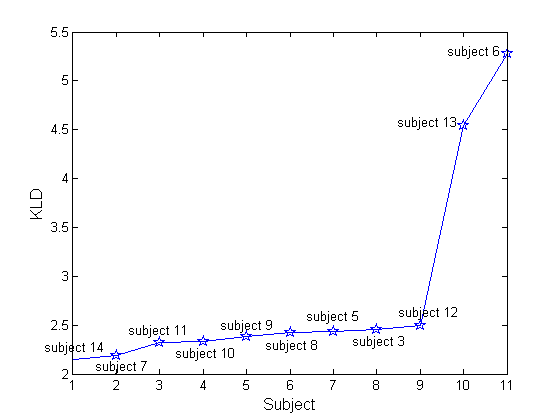 5.5
subject 6
5
4.5
subject 13
4
KLD
3.5
3
2.5
subject 12
subject 5
subject 9
subject 11
subject 3
subject 8
subject 10
subject 14
subject 7
2
1 2 3 4 5 6 7 8 9 10 11
Subject